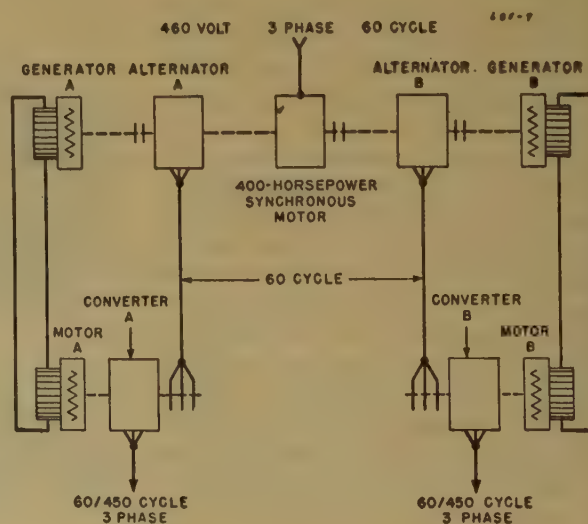 460 VOLT 3 PHASE 60 CYCLE
GENERATOR A
ALTERNATOR A
ALTERNATOR B
GENERATOR B
400-HORSEPOWER
SYNCHRONOUS
MOTOR
60 CYCLE
CONVERTER
A
CONVERTER
B
MOTOR
A
MOTOR
B
60/450 CYCLE
3 PHASE
60/450 CYCLE
3 PHASE